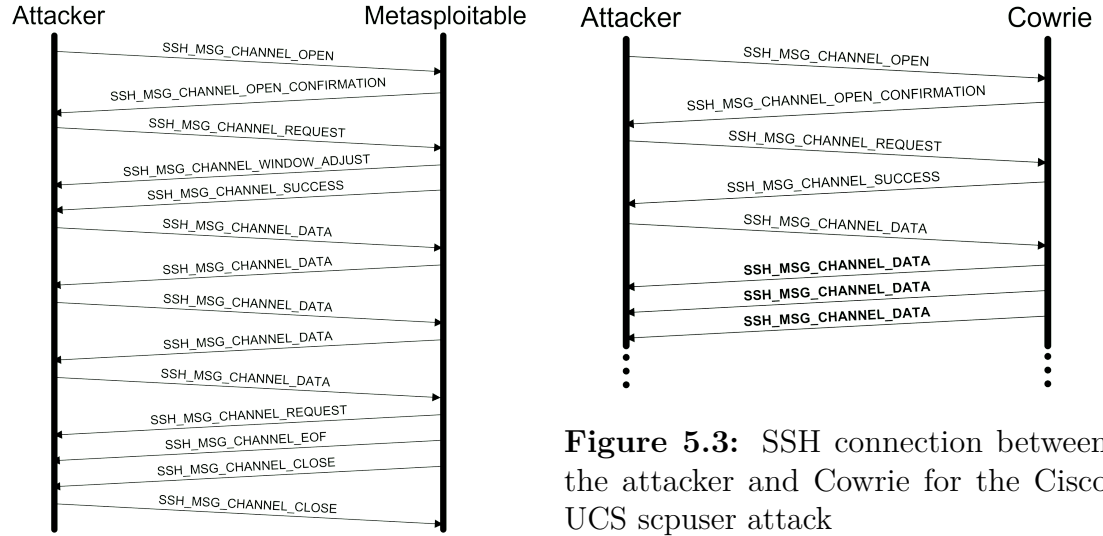 Attacker
Metasploitable
SSH_MSG_CHANNEL_OPEN
SSH_MSG_CHANNEL_OPEN_CONFIRMATION
SSH_MSG_CHANNEL_REQUEST
SSH_MSG_CHANNEL_WINDOW_ADJUST
SSH_MSG_CHANNEL_SUCCESS
SSH_MSG_CHANNEL_DATA
SSH_MSG_CHANNEL_DATA
SSH_MSG_CHANNEL_DATA
SSH_MSG_CHANNEL_DATA
SSH_MSG_CHANNEL_DATA
SSH_MSG_CHANNEL_REQUEST
SSH_MSG_CHANNEL_EOF
SSH_MSG_CHANNEL_CLOSE
SSH_MSG_CHANNEL_CLOSE
Attacker
Cowrie
SSH_MSG_CHANNEL_OPEN
SSH_MSG_CHANNEL_OPEN_CONFIRMATION
SSH_MSG_CHANNEL_REQUEST
SSH_MSG_CHANNEL_SUCCESS
SSH_MSG_CHANNEL_DATA
SSH_MSG_CHANNEL_DATA
SSH_MSG_CHANNEL_DATA
SSH_MSG_CHANNEL_DATA
Figure 5.3: SSH connection between
the attacker and Cowrie for the Cisco
UCS scpuser attack